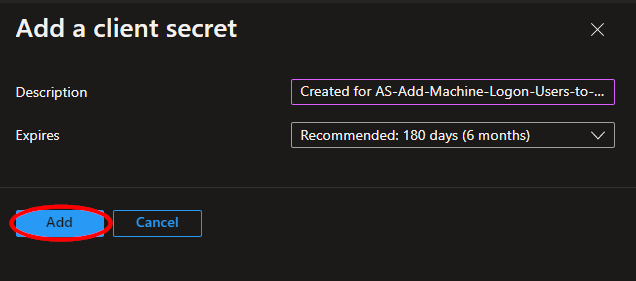 Add a client secret
Description
Created for AS-Add-Machine-Logon-Users-to-...
Expires
Recommended: 180 days (6 months)
Add
Cancel